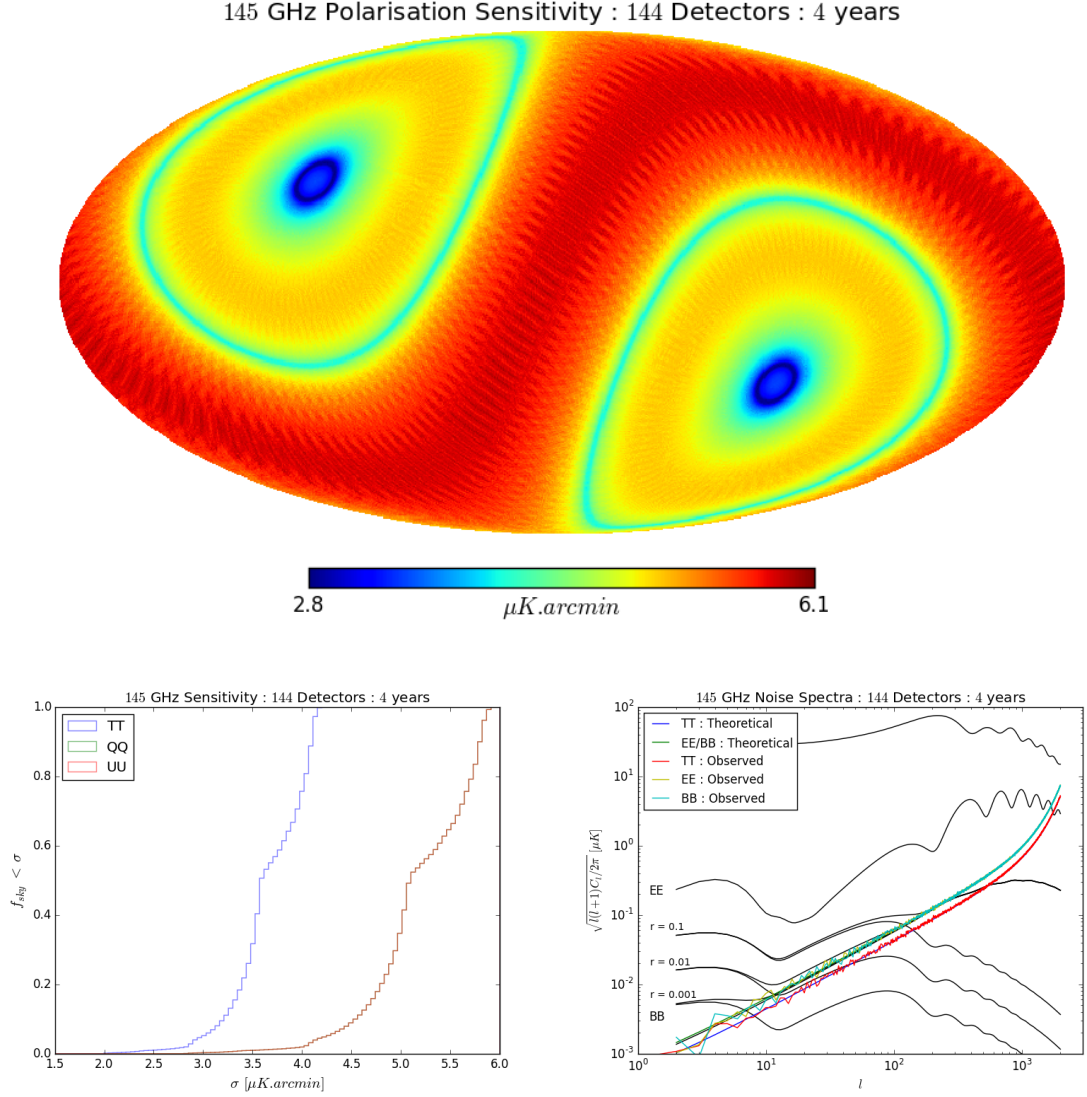 145 GHz Polarisation Sensitivity : 144 Detectors : 4 years
2.8
μK.arcmin
6.1
145 GHz Sensitivity : 144 Detectors : 4 years
TT
QQ
UU
1.0
0.8
0.6
0.4
0.2
0.0
f_sky < σ
1.5 2.0 2.5 3.0 3.5 4.0 4.5 5.0 5.5 6.0
σ [μK.arcmin]
145 GHz Noise Spectra : 144 Detectors : 4 years
TT : Theoretical
EE/BB : Theoretical
TT : Observed
EE : Observed
BB : Observed
10^2
10^1
10^0
10^-1
10^-2
10^-3
√l(l+1)C_l/2π [μK]
EE
r = 0.1
r = 0.01
r = 0.001
BB
10^0 10^1 10^2 10^3
l